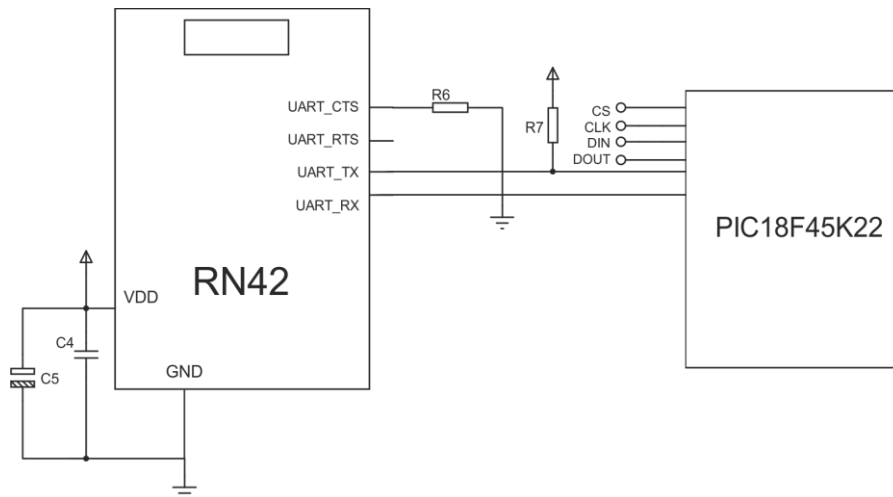 UART_CTS
R6
UART_RTS
UART_TX
UART_RX
R7
CS
CLK
DIN
DOUT
PIC18F45K22
RN42
VDD
C4
C5
GND